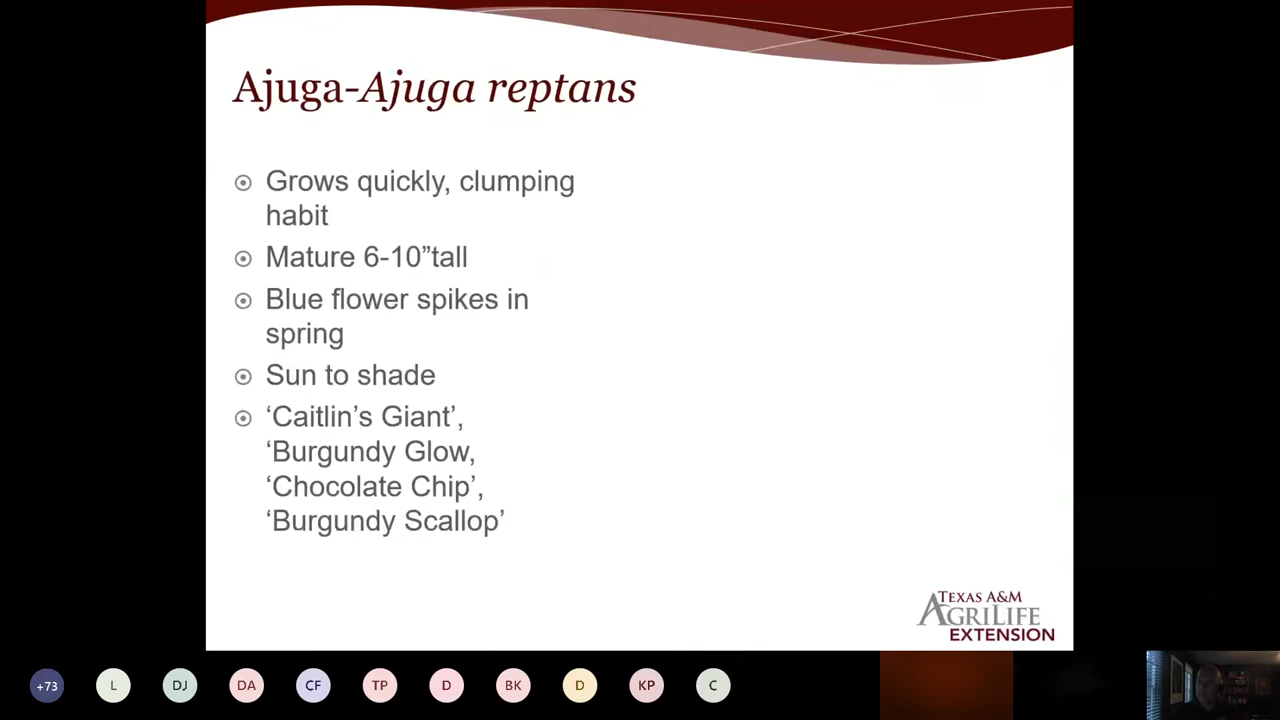 Ajuga-Ajuga reptans
Grows quickly, clumping
habit
Mature 6-10”tall
Blue flower spikes in
spring
Sun to shade
‘Caitlin’s Giant’,
‘Burgundy Glow,
‘Chocolate Chip’,
‘Burgundy Scallop’
TEXAS A&M
AGRILIFE
EXTENSION
+73 L DJ DA CF TP D BK D KP C